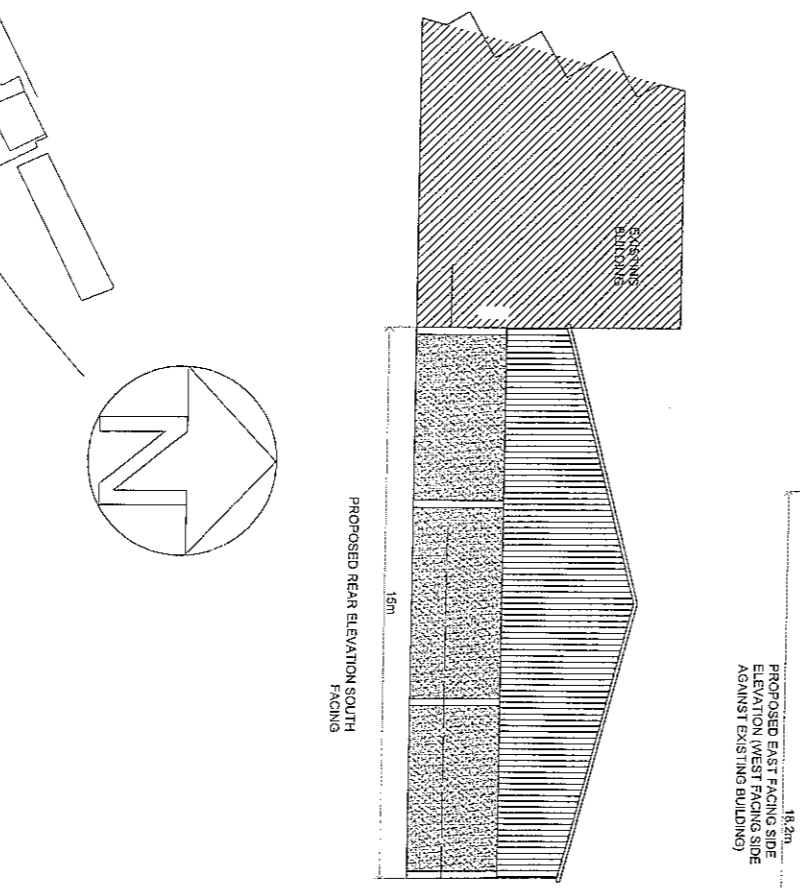 EXISTING
BUILDING
N
15m
PROPOSED REAR ELEVATION SOUTH
FACING
18.2m
PROPOSED EAST FACING SIDE
ELEVATION (WEST FACING SIDE
AGAINST EXISTING BUILDING)